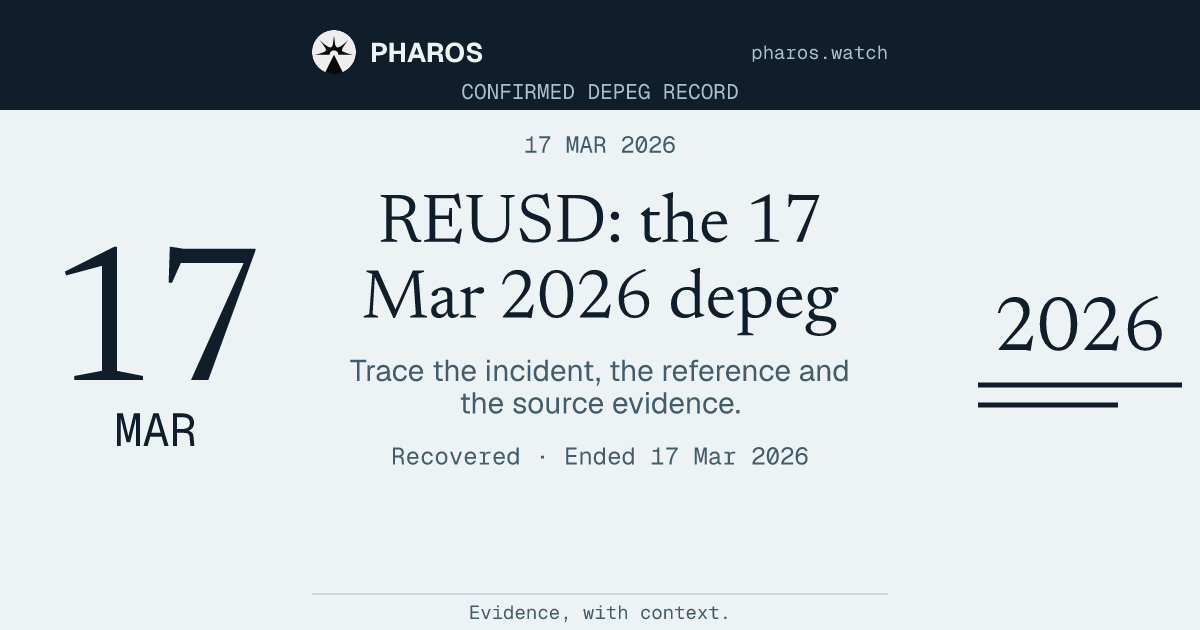 PHAROS
pharos.watch
CONFIRMED DEPEG RECORD
17 MAR 2026
REUSD: the 17
Mar 2026 depeg
Trace the incident, the reference and
the source evidence.
Recovered · Ended 17 Mar 2026
17
MAR
2026
Evidence, with context.